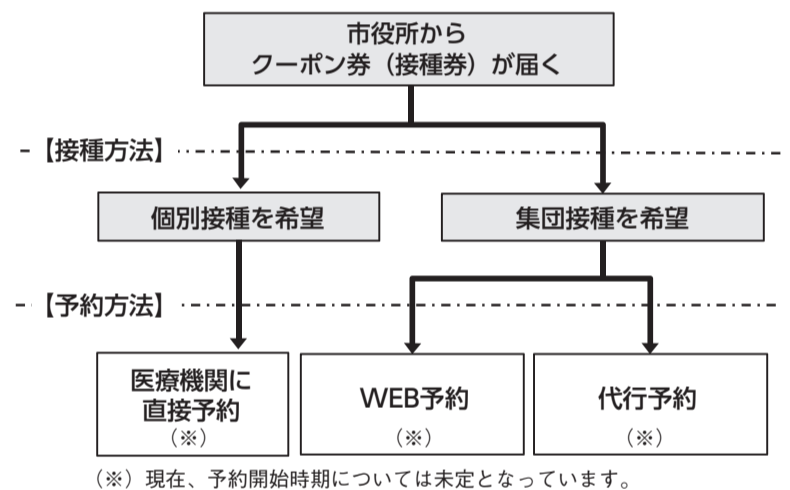 市役所から
クーポン券（接種券）が届く
【接種方法】
個別接種を希望
集団接種を希望
【予約方法】
医療機関に
直接予約
（※）
WEB予約
（※）
代行予約
（※）
（※）現在、予約開始時期については未定となっています。